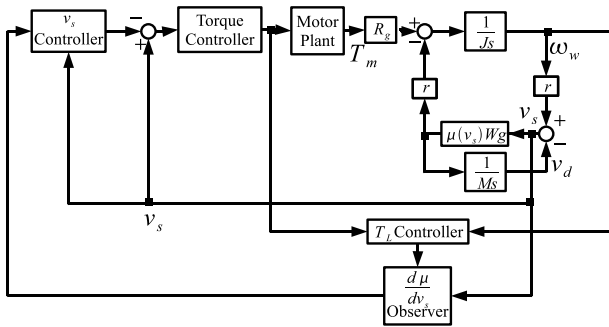 v_s
Controller
−
+
Torque
Controller
Motor
Plant
T_m
R_g
+
−
1
Js
ω_w
r
r
v_s
+
−
μ(v_s)Wg
v_d
1
Ms
v_s
T_L Controller
d μ
dv_s
Observer